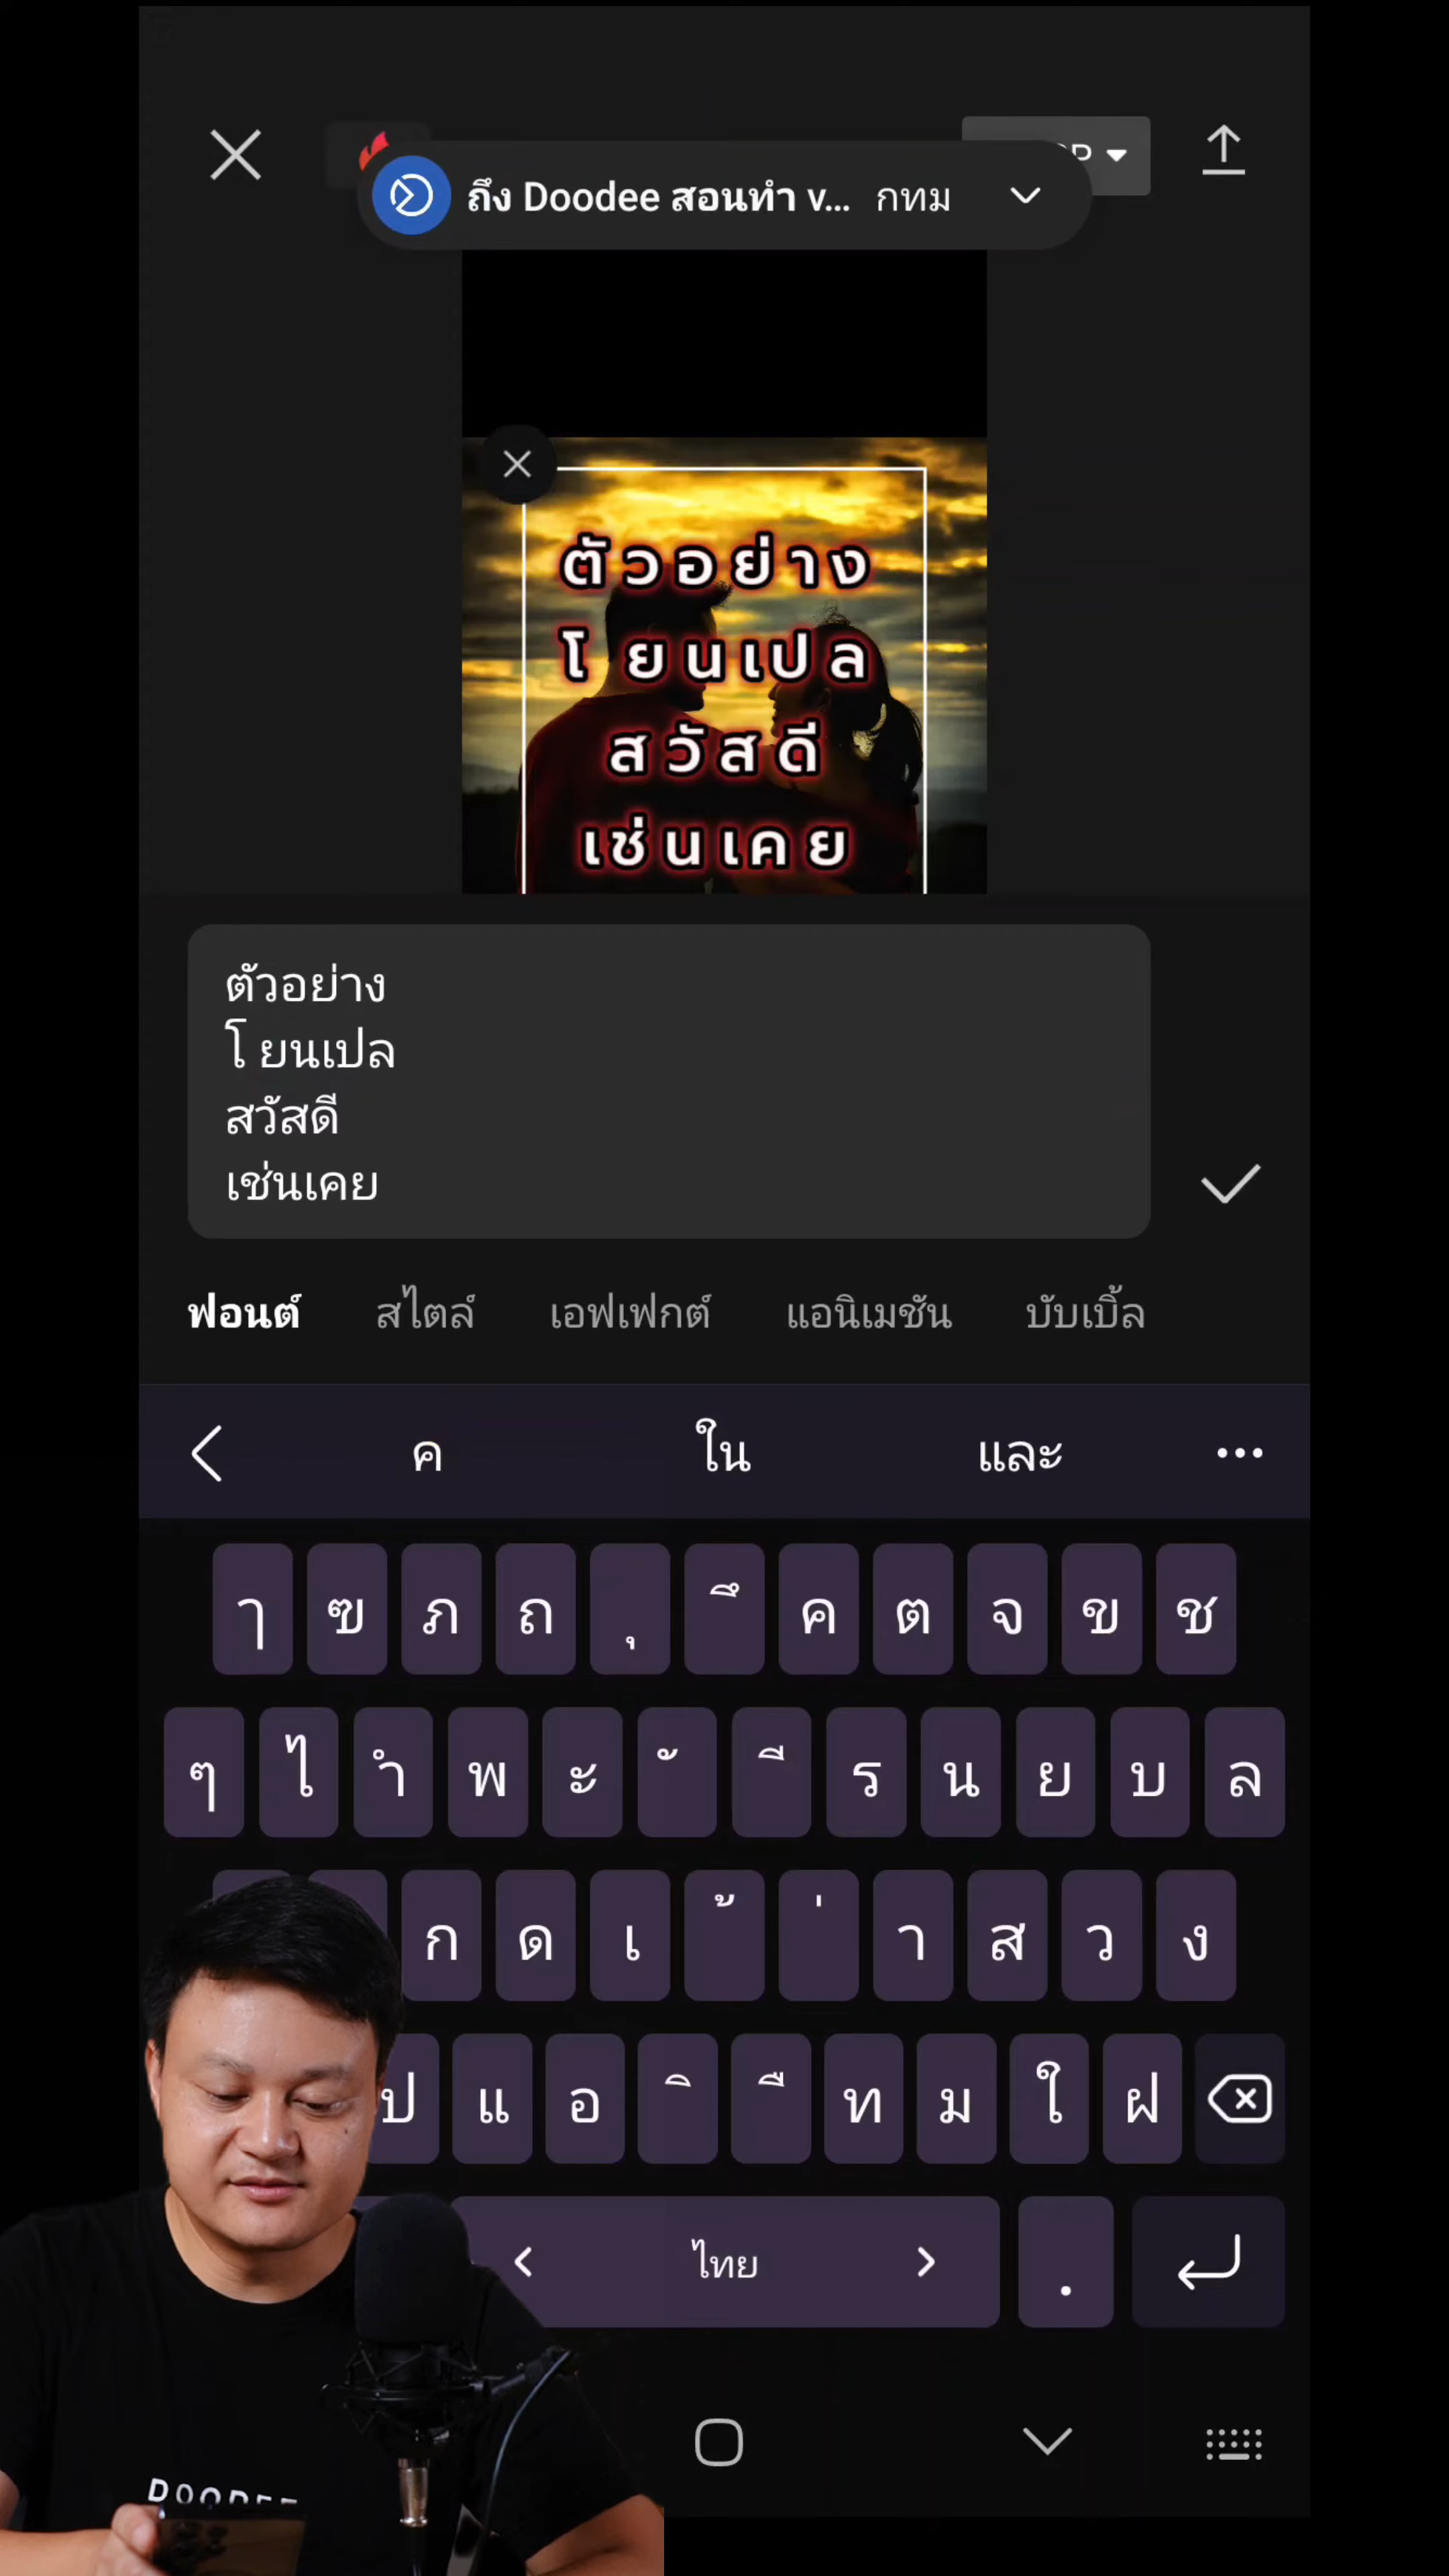 P
ถึง Doodee สอนทำ v... กทม
ตัวอย่าง
โ ยนเปล
สวัสดี
เช่นเคย
ตัวอย่าง
โ ยนเปล
สวัสดี
เช่นเคย
ฟอนต์ สไตล์ เอฟเฟกต์ แอนิเมชัน บับเบิ้ล
ค ใน และ
ๅ ฃ ภ ถ ุ ึ ค ต จ ข ช
ๆ ไ ำ พ ะ ั ี ร น ย บ ล
ก ด เ ้ ่ า ส ว ง
ป แ อ ิ ื ท ม ใ ฝ
ไทย .
DOODEE